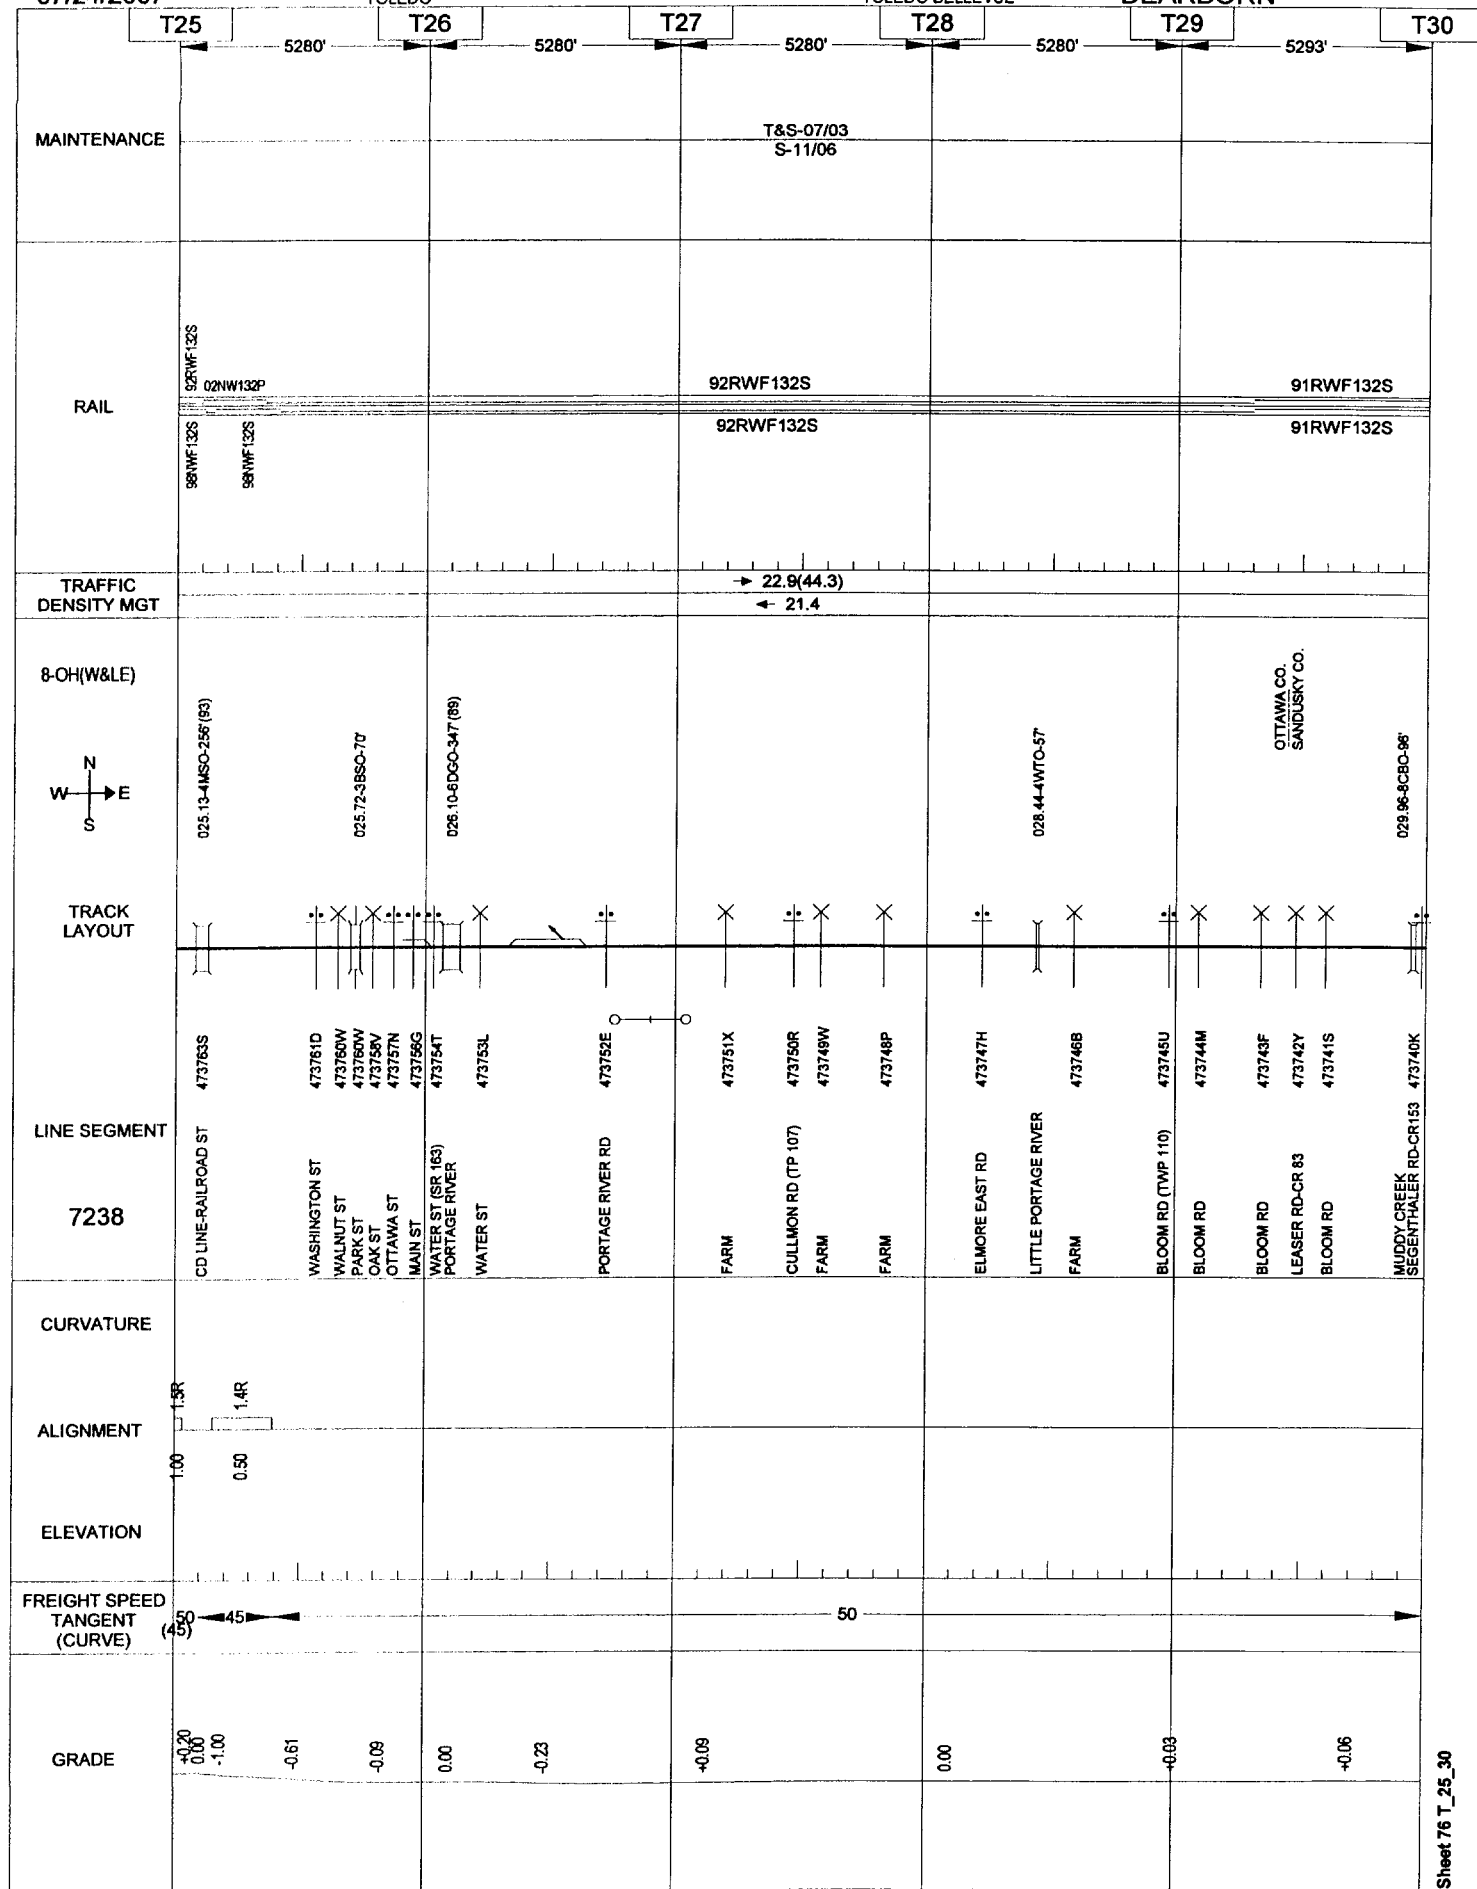 T25 T26 T27 T28 T29 T30
5280' 5280' 5280' 5280' 5293'
MAINTENANCE
T&S-07/03
S-11/06
RAIL
92RWF132S
02NW132P
92RWF132S
91RWF132S
98NWF132S
98NWF132S
92RWF132S
91RWF132S
TRAFFIC
DENSITY MGT
22.9(44.3)
21.4
8-OH(W&LE)
N
W E
S
025.13-4MSO-256'(93)
025.72-3BSO-70'
026.10-6DGO-347'(89)
028.44-4WTO-57'
OTTAWA CO.
SANDUSKY CO.
029.96-8CBO-96'
TRACK
LAYOUT
LINE SEGMENT
7238
CD LINE-RAILROAD ST 473763S
WASHINGTON ST 473761D
WALNUT ST 473760W
PARK ST 473760W
OAK ST 473758V
OTTAWA ST 473757N
MAIN ST 473756G
WATER ST (SR 163) 473754T
PORTAGE RIVER
WATER ST 473753L
PORTAGE RIVER RD 473752E
FARM 473751X
CULLMON RD (TP 107) 473750R
FARM 473749W
FARM 473748P
ELMORE EAST RD 473747H
LITTLE PORTAGE RIVER
FARM 473746B
BLOOM RD (TWP 110) 473745U
BLOOM RD 473744M
BLOOM RD 473743F
LEASER RD-CR 83 473742Y
BLOOM RD 473741S
MUDDY CREEK
SEGENTHALER RD-CR153 473740K
CURVATURE
1.5R
1.4R
ALIGNMENT
1.00
0.50
ELEVATION
FREIGHT SPEED
TANGENT
(CURVE)
50 45 50
(45)
GRADE
+0.20
0.00
-1.00
-0.61
-0.09
0.00
-0.23
+0.09
0.00
+0.03
+0.06
Sheet 76 T_25_30